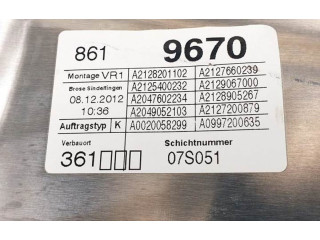 861 9670
Montage VR1 A2128201102 A2127660239
Brose Sindelfingen A2125400232 A2129067000
08.12.2012 A2047602234 A2128905267
10:36 A2049052103 A2127200879
Auftragstyp K A0020058299 A0997200635
Verbauort Schichtnummer
361□□□ 07S051